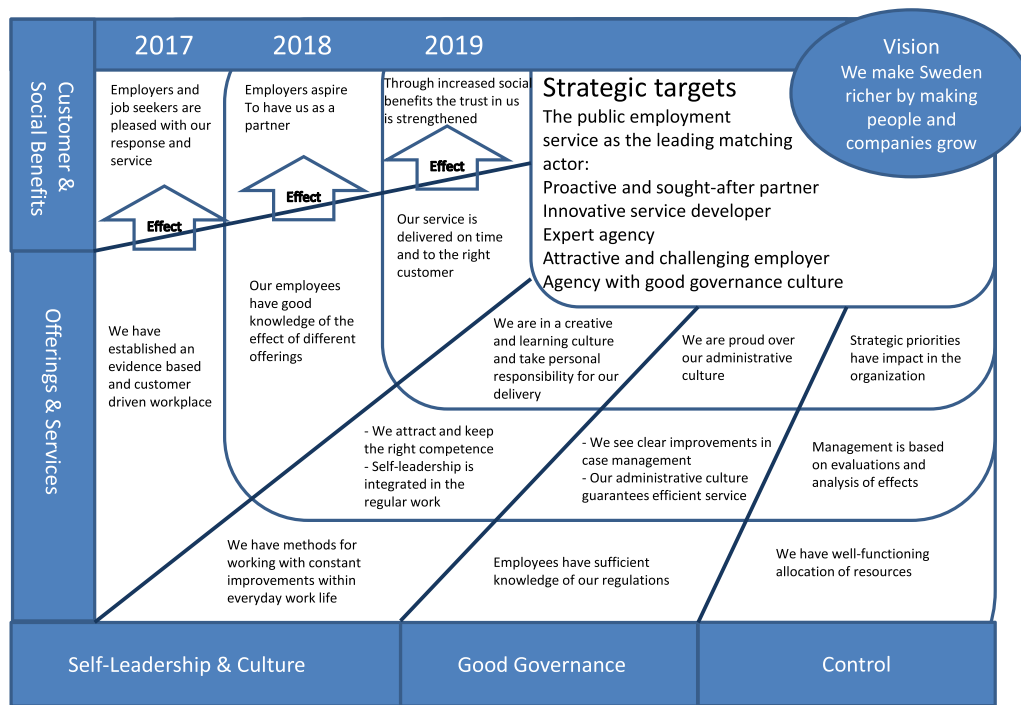 2017
2018
2019
Vision
We make Sweden
richer by making
people and
companies grow
Customer &
Social Benefits
Employers and
job seekers are
pleased with our
response and
service
Effect
Employers aspire
To have us as a
partner
Effect
Through increased social
benefits the trust in us
is strengthened
Effect
Strategic targets
The public employment
service as the leading matching
actor:
Proactive and sought-after partner
Innovative service developer
Expert agency
Attractive and challenging employer
Agency with good governance culture
Offerings & Services
We have
established an
evidence based
and customer
driven workplace
Our employees
have good
knowledge of the
effect of different
offerings
Our service is
delivered on time
and to the right
customer
We are in a creative
and learning culture
and take personal
responsibility for our
delivery
We are proud over
our administrative
culture
Strategic priorities
have impact in the
organization
- We attract and keep
the right competence
- Self-leadership is
integrated in the
regular work
- We see clear improvements in
case management
- Our administrative culture
guarantees efficient service
Management is based
on evaluations and
analysis of effects
We have methods for
working with constant
improvements within
everyday work life
Employees have sufficient
knowledge of our regulations
We have well-functioning
allocation of resources
Self-Leadership & Culture
Good Governance
Control